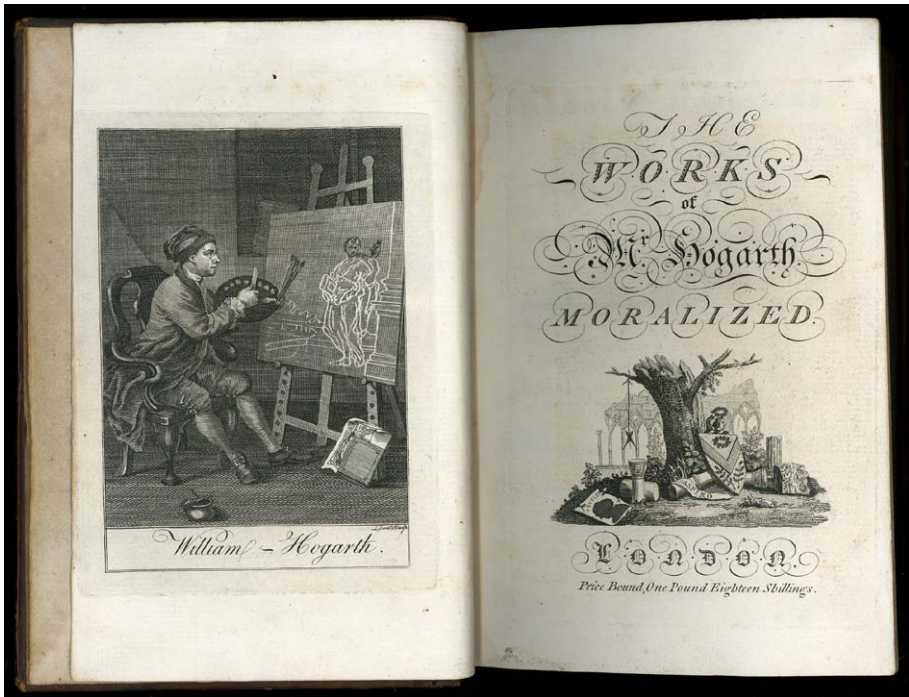 William - Hogarth.
THE
WORKS
of
Mr. Hogarth
MORALIZED.
LONDON.
Price Bound, One Pound Eighteen Shillings.